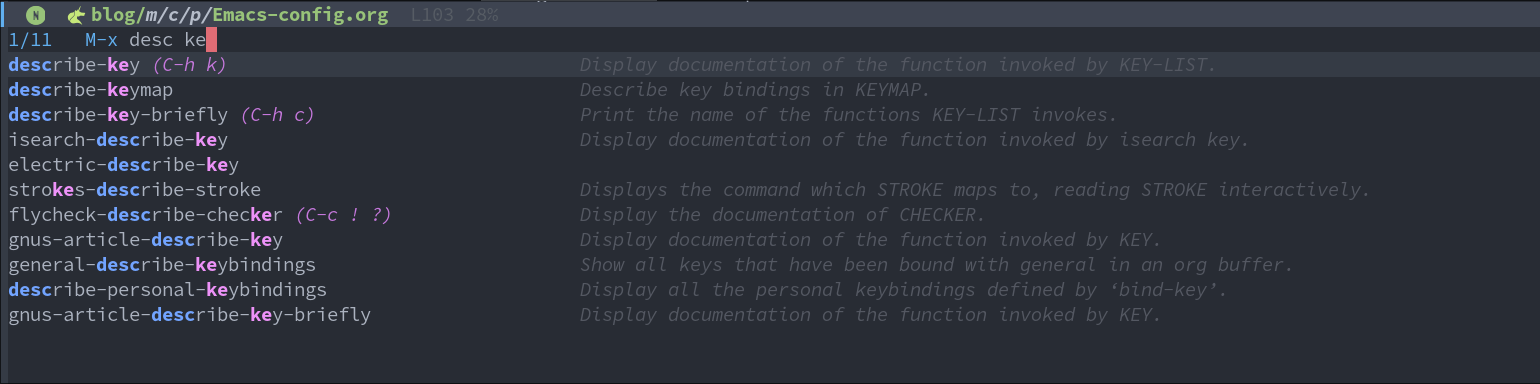 N blog/m/c/p/Emacs-config.org L103 28%
1/11 M-x desc ke
describe-key (C-h k) Display documentation of the function invoked by KEY-LIST.
describe-keymap Describe key bindings in KEYMAP.
describe-key-briefly (C-h c) Print the name of the functions KEY-LIST invokes.
isearch-describe-key Display documentation of the function invoked by isearch key.
electric-describe-key
strokes-describe-stroke Displays the command which STROKE maps to, reading STROKE interactively.
flycheck-describe-checker (C-c ! ?) Display the documentation of CHECKER.
gnus-article-describe-key Display documentation of the function invoked by KEY.
general-describe-keybindings Show all keys that have been bound with general in an org buffer.
describe-personal-keybindings Display all the personal keybindings defined by ‘bind-key’.
gnus-article-describe-key-briefly Display documentation of the function invoked by KEY.